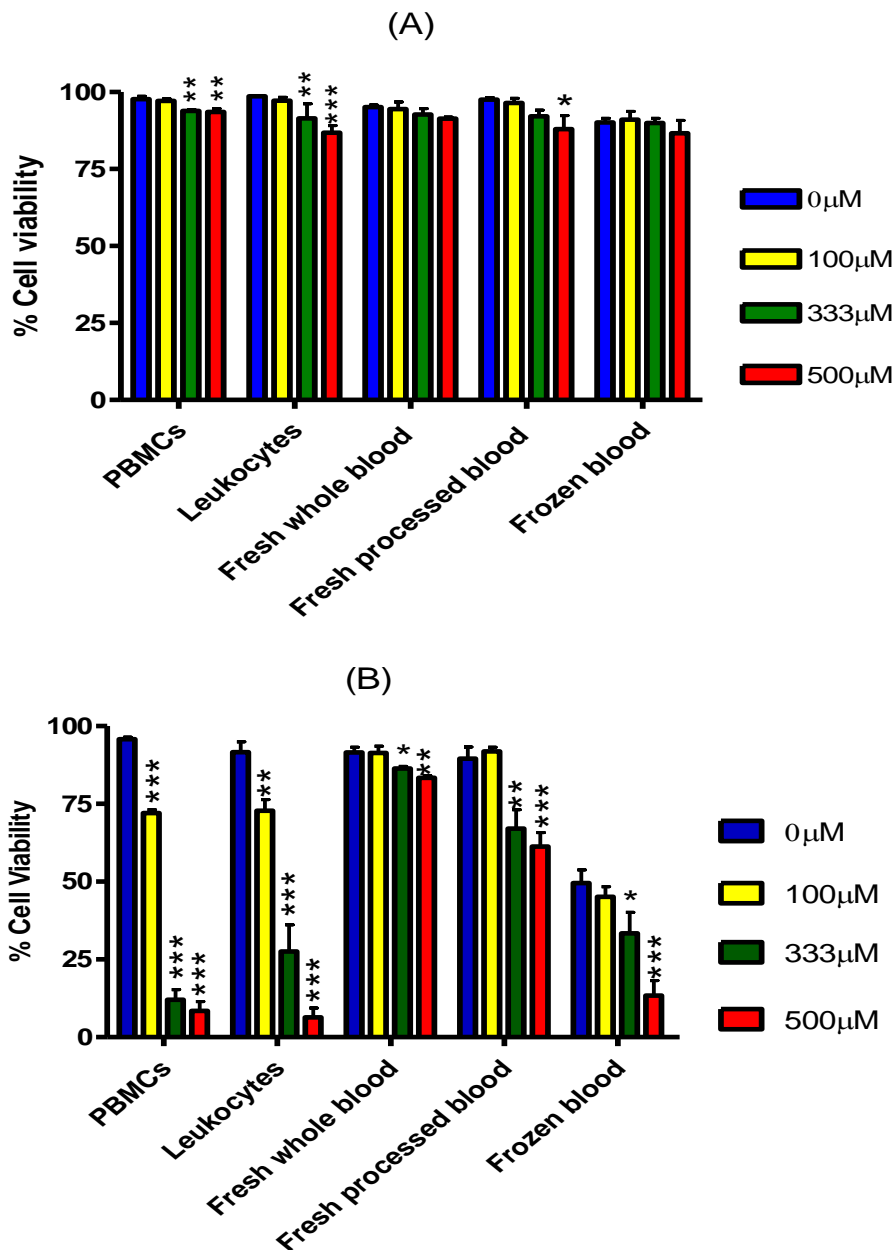 (A)
% Cell viability
100
75
50
25
0
**
**
**
***
*
PBMCs
Leukocytes
Fresh whole blood
Fresh processed blood
Frozen blood
0μM
100μM
333μM
500μM
(B)
% Cell Viability
100
75
50
25
0
***
***
***
**
***
***
*
**
**
***
*
***
PBMCs
Leukocytes
Fresh whole blood
Fresh processed blood
Frozen blood
0μM
100μM
333μM
500μM